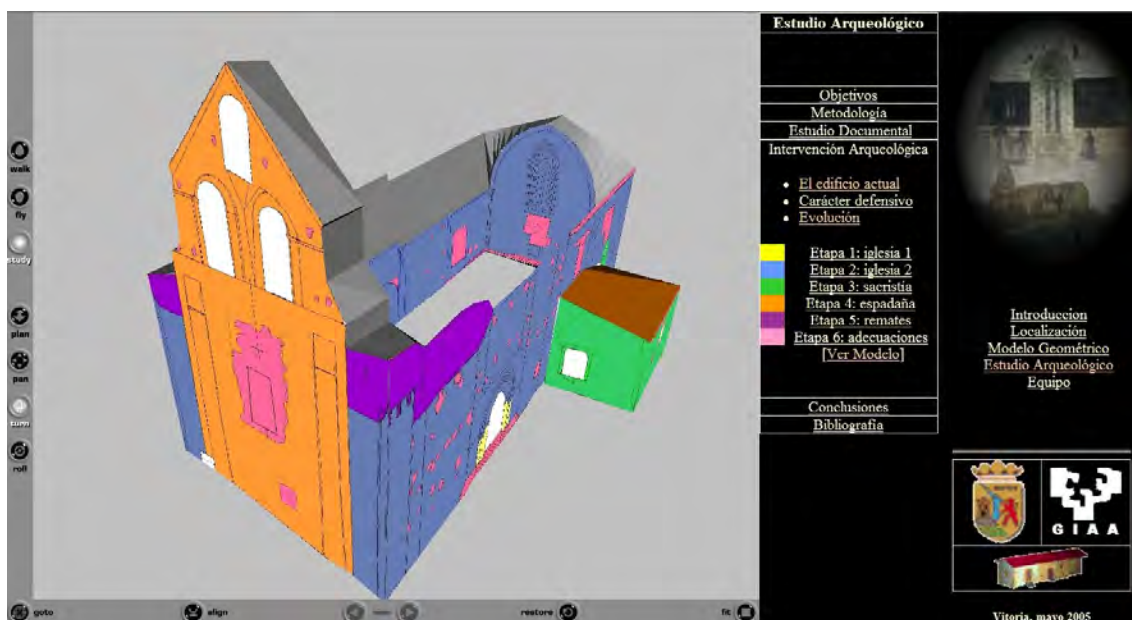 walk
fly
study
plan
pan
turn
roll
goto
align
restore
fit
Estudio Arqueológico
Objetivos
Metodología
Estudio Documental
Intervención Arqueológica
El edificio actual
Carácter defensivo
Evolución
Etapa 1: iglesia 1
Etapa 2: iglesia 2
Etapa 3: sacristía
Etapa 4: espadaña
Etapa 5: remates
Etapa 6: adecuaciones
[Ver Modelo]
Conclusiones
Bibliografía
Introduccion
Localización
Modelo Geométrico
Estudio Arqueológico
Equipo
GIAA
Vitoria, mayo 2005